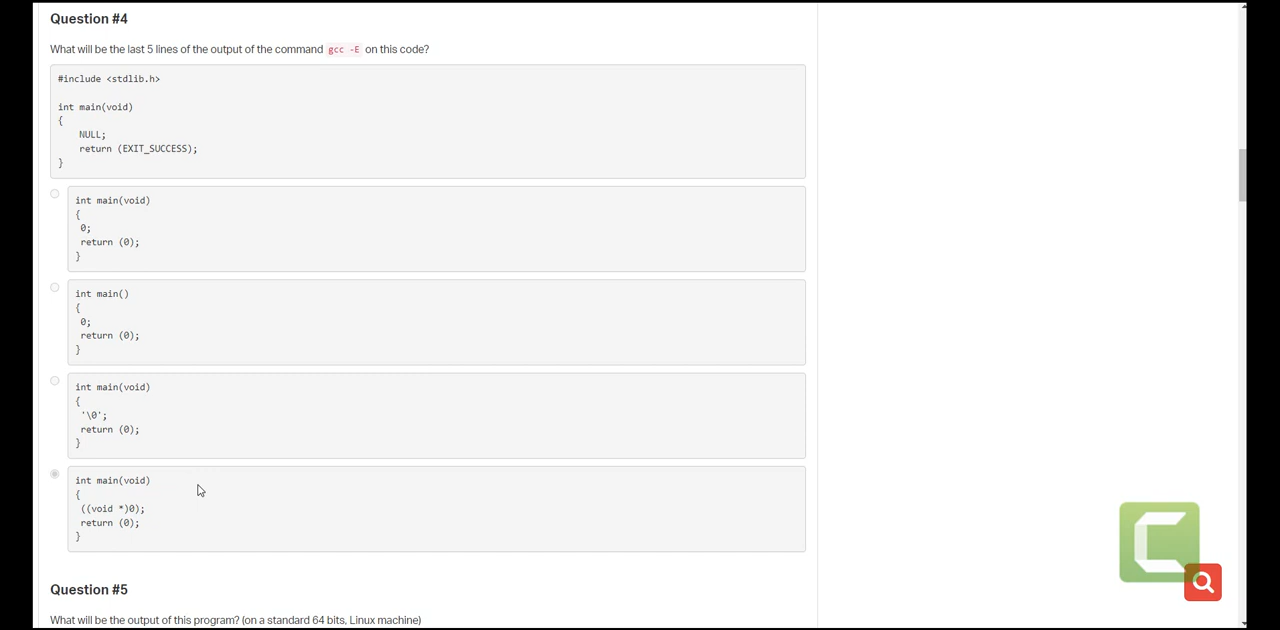 Question #4
What will be the last 5 lines of the output of the command gcc -E on this code?
#include <stdlib.h>
int main(void)
{
    NULL;
    return (EXIT_SUCCESS);
}
int main(void)
{
 0;
 return (0);
}
int main()
{
 0;
 return (0);
}
int main(void)
{
 '\0';
 return (0);
}
int main(void)
{
 ((void *)0);
 return (0);
}
Question #5
What will be the output of this program? (on a standard 64 bits, Linux machine)